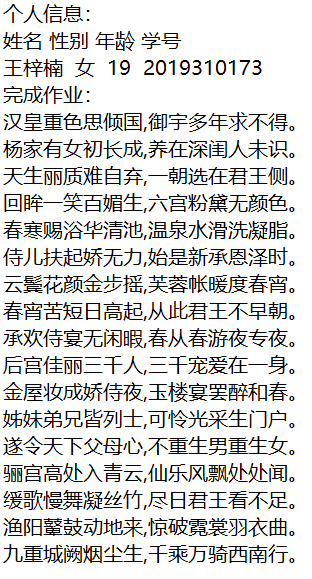 个人信息：
姓名 性别 年龄 学号
王梓楠  女  19  2019310173
完成作业：
汉皇重色思倾国,御宇多年求不得。
杨家有女初长成,养在深闺人未识。
天生丽质难自弃,一朝选在君王侧。
回眸一笑百媚生,六宫粉黛无颜色。
春寒赐浴华清池,温泉水滑洗凝脂。
侍儿扶起娇无力,始是新承恩泽时。
云鬓花颜金步摇,芙蓉帐暖度春宵。
春宵苦短日高起,从此君王不早朝。
承欢侍宴无闲暇,春从春游夜专夜。
后宫佳丽三千人,三千宠爱在一身。
金屋妆成娇侍夜,玉楼宴罢醉和春。
姊妹弟兄皆列士,可怜光采生门户。
遂令天下父母心,不重生男重生女。
骊宫高处入青云,仙乐风飘处处闻。
缓歌慢舞凝丝竹,尽日君王看不足。
渔阳鼙鼓动地来,惊破霓裳羽衣曲。
九重城阙烟尘生,千乘万骑西南行。